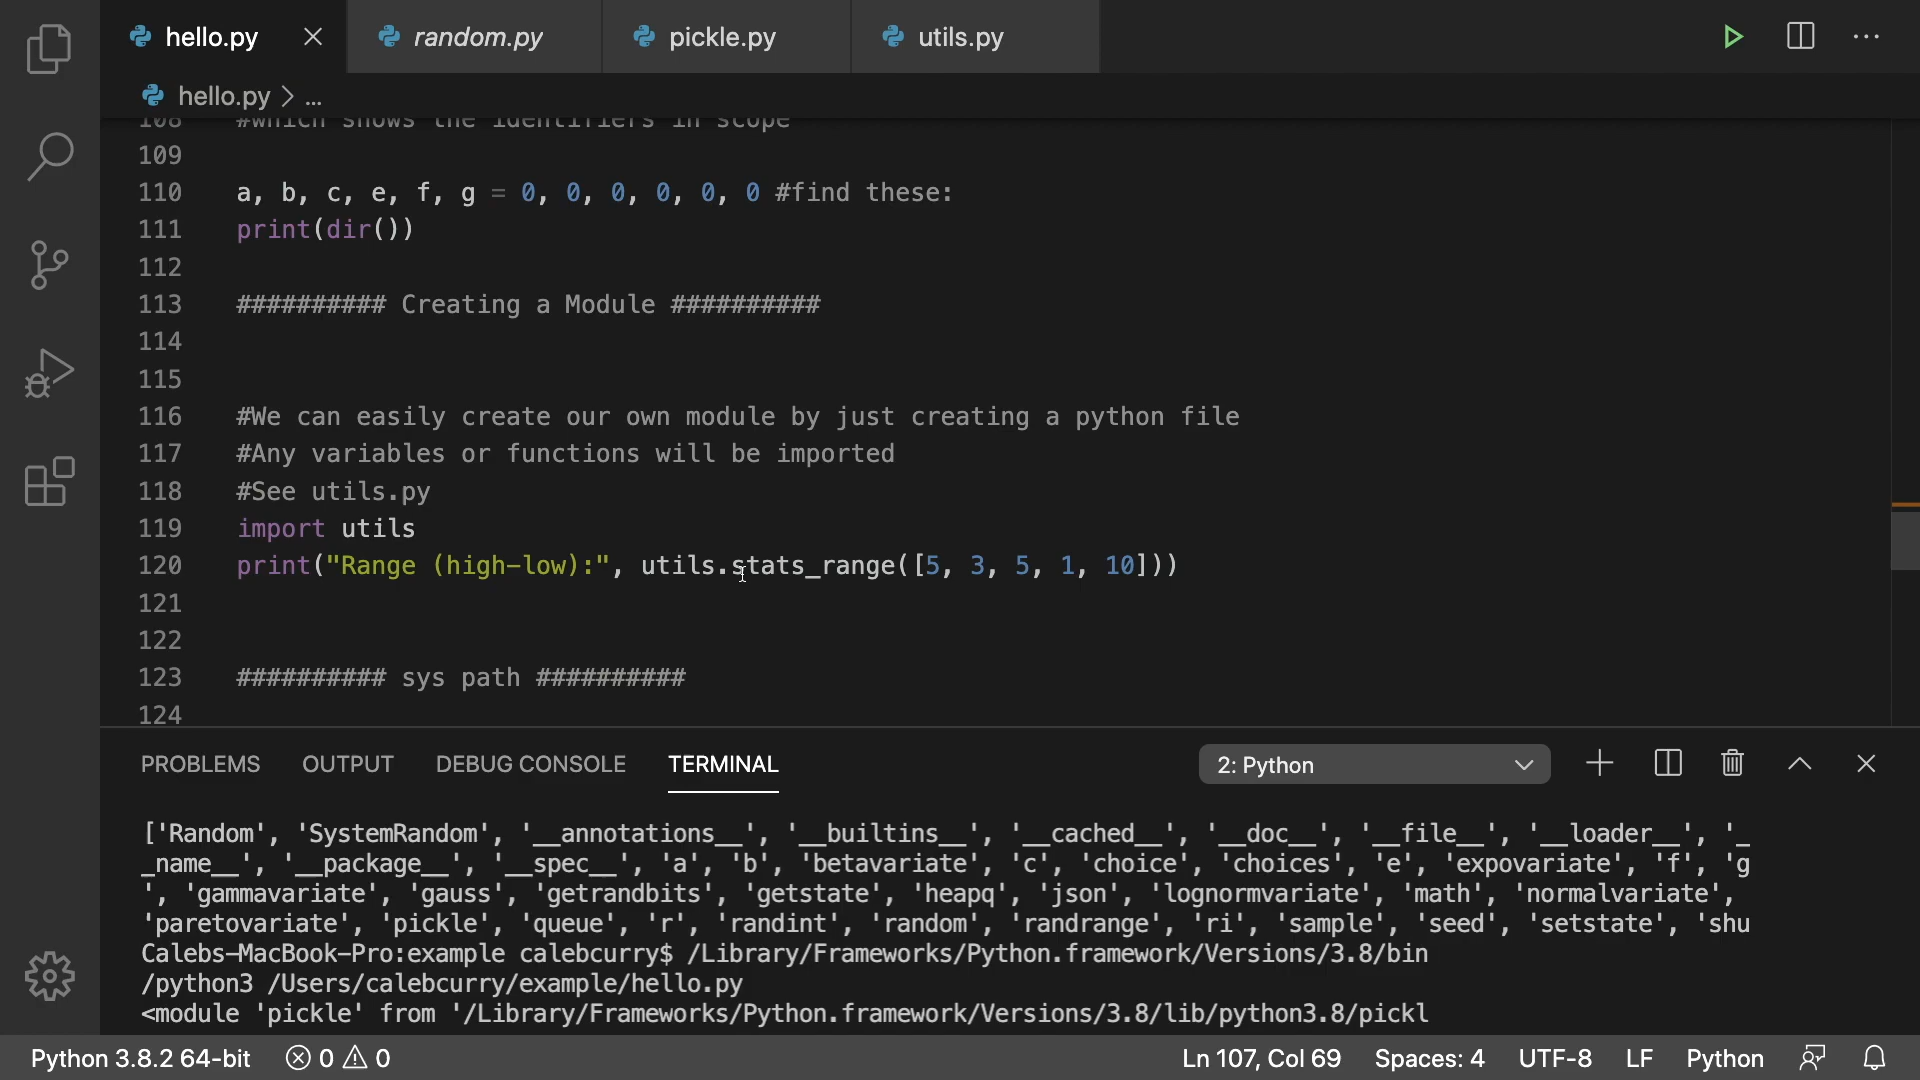 hello.py
random.py
pickle.py
utils.py
hello.py > ...
108 #which shows the identifiers in scope
109
110 a, b, c, e, f, g = 0, 0, 0, 0, 0, 0 #find these:
111 print(dir())
112
113 ########## Creating a Module ##########
114
115
116 #We can easily create our own module by just creating a python file
117 #Any variables or functions will be imported
118 #See utils.py
119 import utils
120 print("Range (high-low):", utils.stats_range([5, 3, 5, 1, 10]))
121
122
123 ########## sys path ##########
124
PROBLEMS OUTPUT DEBUG CONSOLE TERMINAL 2: Python
['Random', 'SystemRandom', '__annotations__', '__builtins__', '__cached__', '__doc__', '__file__', '__loader__', '_
_name__', '__package__', '__spec__', 'a', 'b', 'betavariate', 'c', 'choice', 'choices', 'e', 'expovariate', 'f', 'g
', 'gammavariate', 'gauss', 'getrandbits', 'getstate', 'heapq', 'json', 'lognormvariate', 'math', 'normalvariate',
'paretovariate', 'pickle', 'queue', 'r', 'randint', 'random', 'randrange', 'ri', 'sample', 'seed', 'setstate', 'shu
Calebs-MacBook-Pro:example calebcurry$ /Library/Frameworks/Python.framework/Versions/3.8/bin
/python3 /Users/calebcurry/example/hello.py
<module 'pickle' from '/Library/Frameworks/Python.framework/Versions/3.8/lib/python3.8/pickl
Python 3.8.2 64-bit 0 0 Ln 107, Col 69 Spaces: 4 UTF-8 LF Python